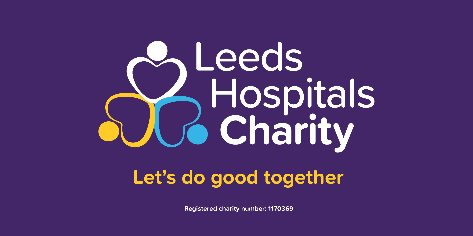 Leeds
Hospitals
Charity
Let's do good together
Registered charity number: 1170369